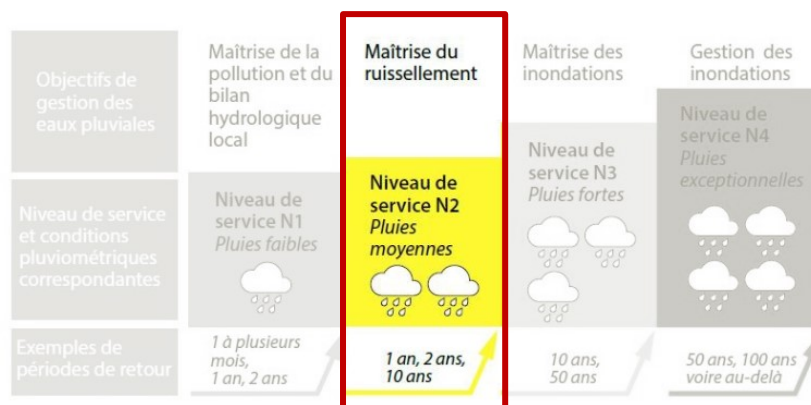 Objectifs de
gestion des
eaux pluviales
Maîtrise de la
pollution et du
bilan
hydrologique
local
Maîtrise du
ruissellement
Maîtrise des
inondations
Gestion des
inondations
Niveau de service
et conditions
pluviométriques
correspondantes
Niveau de
service N1
Pluies faibles
Niveau de
service N2
Pluies
moyennes
Niveau de
service N3
Pluies fortes
Niveau de
service N4
Pluies
exceptionnelles
Exemples de
périodes de retour
1 à plusieurs
mois,
1 an, 2 ans
1 an, 2 ans,
10 ans
10 ans,
50 ans
50 ans, 100 ans
voire au-delà